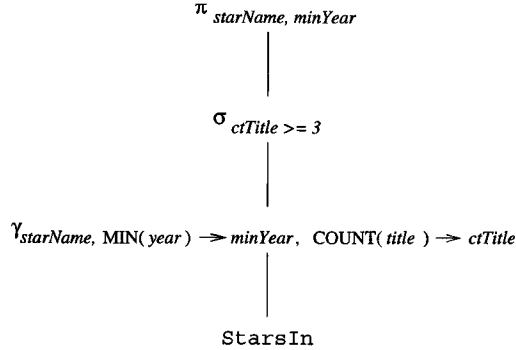 π starName, minYear
σ ctTitle >= 3
γ starName, MIN( year ) → minYear, COUNT( title ) → ctTitle
StarsIn